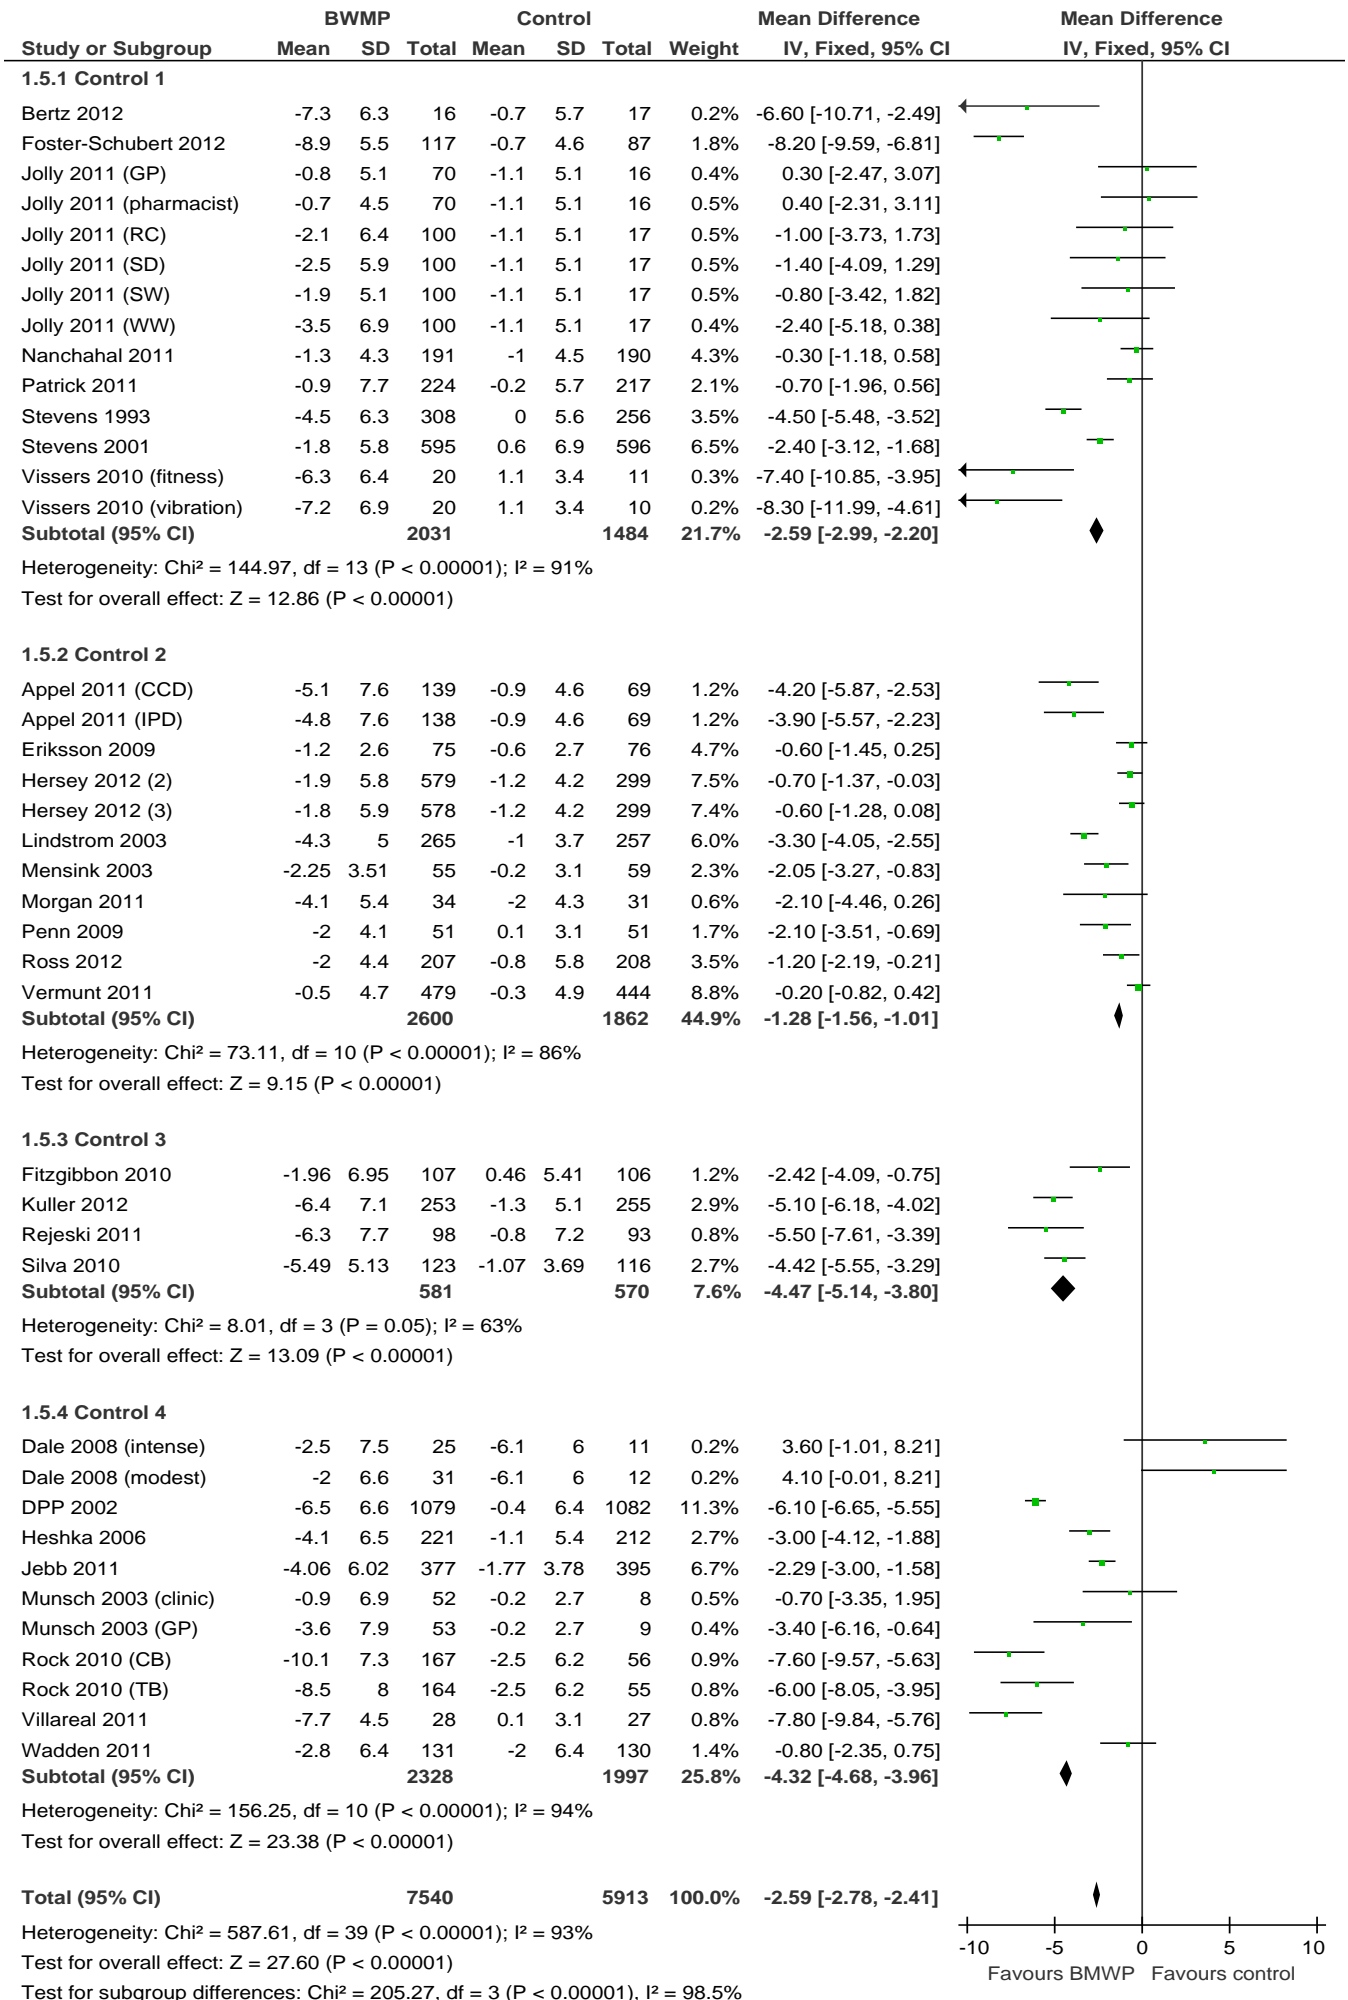 BWMP Control Mean Difference Mean Difference
Study or Subgroup Mean SD Total Mean SD Total Weight IV, Fixed, 95% CI IV, Fixed, 95% CI
1.5.1 Control 1
Bertz 2012 -7.3 6.3 16 -0.7 5.7 17 0.2% -6.60 [-10.71, -2.49]
Foster-Schubert 2012 -8.9 5.5 117 -0.7 4.6 87 1.8% -8.20 [-9.59, -6.81]
Jolly 2011 (GP) -0.8 5.1 70 -1.1 5.1 16 0.4% 0.30 [-2.47, 3.07]
Jolly 2011 (pharmacist) -0.7 4.5 70 -1.1 5.1 16 0.5% 0.40 [-2.31, 3.11]
Jolly 2011 (RC) -2.1 6.4 100 -1.1 5.1 17 0.5% -1.00 [-3.73, 1.73]
Jolly 2011 (SD) -2.5 5.9 100 -1.1 5.1 17 0.5% -1.40 [-4.09, 1.29]
Jolly 2011 (SW) -1.9 5.1 100 -1.1 5.1 17 0.5% -0.80 [-3.42, 1.82]
Jolly 2011 (WW) -3.5 6.9 100 -1.1 5.1 17 0.4% -2.40 [-5.18, 0.38]
Nanchahal 2011 -1.3 4.3 191 -1 4.5 190 4.3% -0.30 [-1.18, 0.58]
Patrick 2011 -0.9 7.7 224 -0.2 5.7 217 2.1% -0.70 [-1.96, 0.56]
Stevens 1993 -4.5 6.3 308 0 5.6 256 3.5% -4.50 [-5.48, -3.52]
Stevens 2001 -1.8 5.8 595 0.6 6.9 596 6.5% -2.40 [-3.12, -1.68]
Vissers 2010 (fitness) -6.3 6.4 20 1.1 3.4 11 0.3% -7.40 [-10.85, -3.95]
Vissers 2010 (vibration) -7.2 6.9 20 1.1 3.4 10 0.2% -8.30 [-11.99, -4.61]
Subtotal (95% CI) 2031 1484 21.7% -2.59 [-2.99, -2.20]
Heterogeneity: Chi² = 144.97, df = 13 (P < 0.00001); I² = 91%
Test for overall effect: Z = 12.86 (P < 0.00001)
1.5.2 Control 2
Appel 2011 (CCD) -5.1 7.6 139 -0.9 4.6 69 1.2% -4.20 [-5.87, -2.53]
Appel 2011 (IPD) -4.8 7.6 138 -0.9 4.6 69 1.2% -3.90 [-5.57, -2.23]
Eriksson 2009 -1.2 2.6 75 -0.6 2.7 76 4.7% -0.60 [-1.45, 0.25]
Hersey 2012 (2) -1.9 5.8 579 -1.2 4.2 299 7.5% -0.70 [-1.37, -0.03]
Hersey 2012 (3) -1.8 5.9 578 -1.2 4.2 299 7.4% -0.60 [-1.28, 0.08]
Lindstrom 2003 -4.3 5 265 -1 3.7 257 6.0% -3.30 [-4.05, -2.55]
Mensink 2003 -2.25 3.51 55 -0.2 3.1 59 2.3% -2.05 [-3.27, -0.83]
Morgan 2011 -4.1 5.4 34 -2 4.3 31 0.6% -2.10 [-4.46, 0.26]
Penn 2009 -2 4.1 51 0.1 3.1 51 1.7% -2.10 [-3.51, -0.69]
Ross 2012 -2 4.4 207 -0.8 5.8 208 3.5% -1.20 [-2.19, -0.21]
Vermunt 2011 -0.5 4.7 479 -0.3 4.9 444 8.8% -0.20 [-0.82, 0.42]
Subtotal (95% CI) 2600 1862 44.9% -1.28 [-1.56, -1.01]
Heterogeneity: Chi² = 73.11, df = 10 (P < 0.00001); I² = 86%
Test for overall effect: Z = 9.15 (P < 0.00001)
1.5.3 Control 3
Fitzgibbon 2010 -1.96 6.95 107 0.46 5.41 106 1.2% -2.42 [-4.09, -0.75]
Kuller 2012 -6.4 7.1 253 -1.3 5.1 255 2.9% -5.10 [-6.18, -4.02]
Rejeski 2011 -6.3 7.7 98 -0.8 7.2 93 0.8% -5.50 [-7.61, -3.39]
Silva 2010 -5.49 5.13 123 -1.07 3.69 116 2.7% -4.42 [-5.55, -3.29]
Subtotal (95% CI) 581 570 7.6% -4.47 [-5.14, -3.80]
Heterogeneity: Chi² = 8.01, df = 3 (P = 0.05); I² = 63%
Test for overall effect: Z = 13.09 (P < 0.00001)
1.5.4 Control 4
Dale 2008 (intense) -2.5 7.5 25 -6.1 6 11 0.2% 3.60 [-1.01, 8.21]
Dale 2008 (modest) -2 6.6 31 -6.1 6 12 0.2% 4.10 [-0.01, 8.21]
DPP 2002 -6.5 6.6 1079 -0.4 6.4 1082 11.3% -6.10 [-6.65, -5.55]
Heshka 2006 -4.1 6.5 221 -1.1 5.4 212 2.7% -3.00 [-4.12, -1.88]
Jebb 2011 -4.06 6.02 377 -1.77 3.78 395 6.7% -2.29 [-3.00, -1.58]
Munsch 2003 (clinic) -0.9 6.9 52 -0.2 2.7 8 0.5% -0.70 [-3.35, 1.95]
Munsch 2003 (GP) -3.6 7.9 53 -0.2 2.7 9 0.4% -3.40 [-6.16, -0.64]
Rock 2010 (CB) -10.1 7.3 167 -2.5 6.2 56 0.9% -7.60 [-9.57, -5.63]
Rock 2010 (TB) -8.5 8 164 -2.5 6.2 55 0.8% -6.00 [-8.05, -3.95]
Villareal 2011 -7.7 4.5 28 0.1 3.1 27 0.8% -7.80 [-9.84, -5.76]
Wadden 2011 -2.8 6.4 131 -2 6.4 130 1.4% -0.80 [-2.35, 0.75]
Subtotal (95% CI) 2328 1997 25.8% -4.32 [-4.68, -3.96]
Heterogeneity: Chi² = 156.25, df = 10 (P < 0.00001); I² = 94%
Test for overall effect: Z = 23.38 (P < 0.00001)
Total (95% CI) 7540 5913 100.0% -2.59 [-2.78, -2.41]
Heterogeneity: Chi² = 587.61, df = 39 (P < 0.00001); I² = 93%
-10 -5 0 5 10
Test for overall effect: Z = 27.60 (P < 0.00001)
Favours BMWP Favours control
Test for subgroup differences: Chi² = 205.27, df = 3 (P < 0.00001), I² = 98.5%